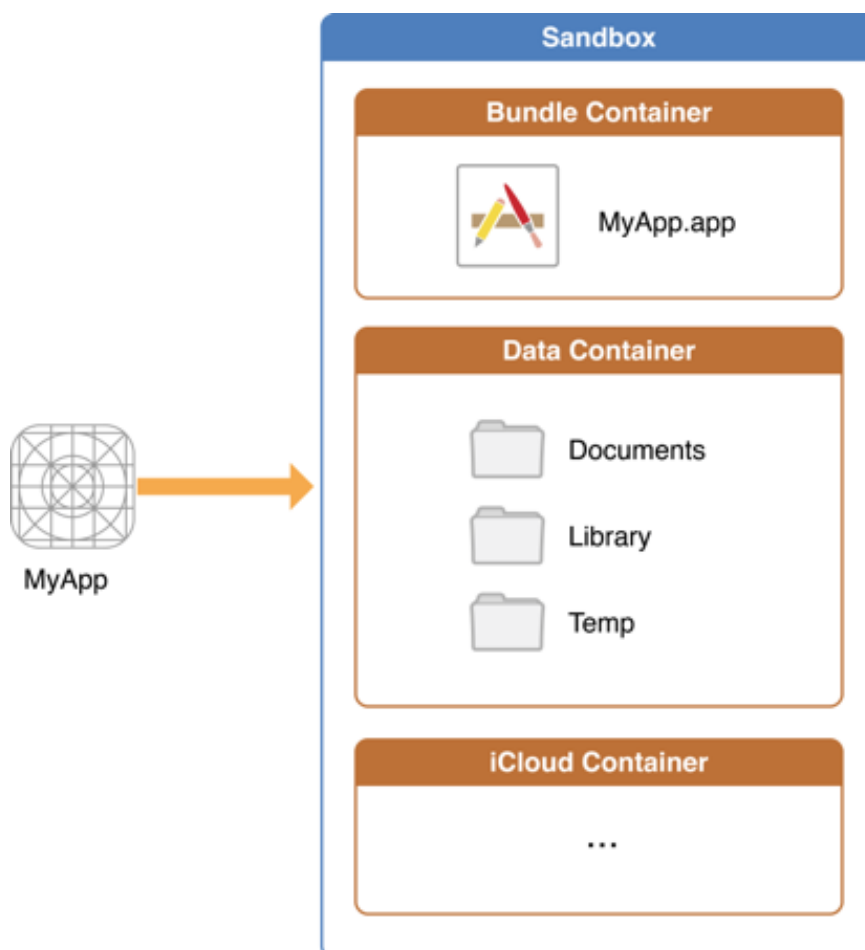 Sandbox
Bundle Container
MyApp.app
Data Container
Documents
Library
Temp
MyApp
iCloud Container
...